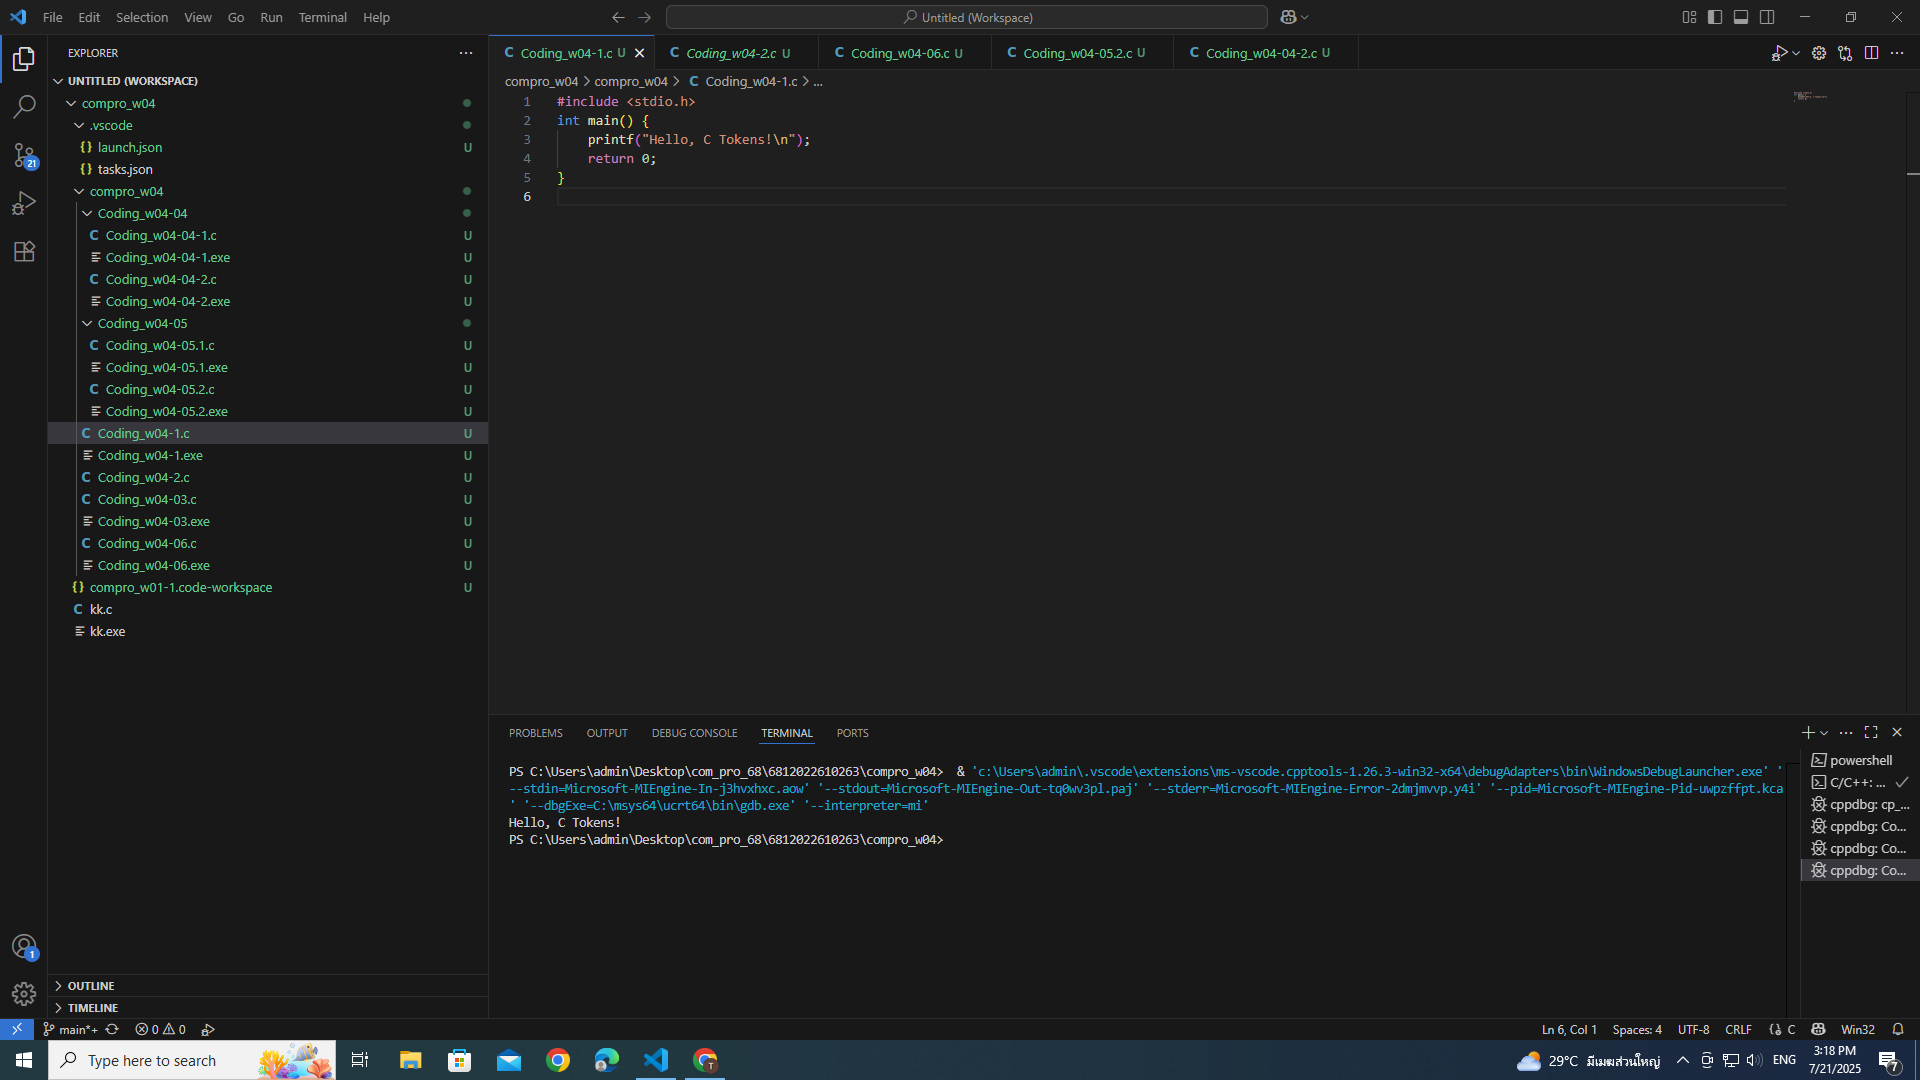 File Edit Selection View Go Run Terminal Help
Untitled (Workspace)
EXPLORER
UNTITLED (WORKSPACE)
compro_w04
.vscode
launch.json U
tasks.json
compro_w04
Coding_w04-04
Coding_w04-04-1.c U
Coding_w04-04-1.exe U
Coding_w04-04-2.c U
Coding_w04-04-2.exe U
Coding_w04-05
Coding_w04-05.1.c U
Coding_w04-05.1.exe U
Coding_w04-05.2.c U
Coding_w04-05.2.exe U
Coding_w04-1.c U
Coding_w04-1.exe U
Coding_w04-2.c U
Coding_w04-03.c U
Coding_w04-03.exe U
Coding_w04-06.c U
Coding_w04-06.exe U
compro_w01-1.code-workspace U
kk.c
kk.exe
OUTLINE
TIMELINE
21
1
Coding_w04-1.c U Coding_w04-2.c U Coding_w04-06.c U Coding_w04-05.2.c U Coding_w04-04-2.c U
compro_w04 > compro_w04 > C Coding_w04-1.c > ...
1 #include <stdio.h>
2 int main() {
3 printf("Hello, C Tokens!\n");
4 return 0;
5 }
6
PROBLEMS OUTPUT DEBUG CONSOLE TERMINAL PORTS
PS C:\Users\admin\Desktop\com_pro_68\6812022610263\compro_w04> & 'c:\Users\admin\.vscode\extensions\ms-vscode.cpptools-1.26.3-win32-x64\debugAdapters\bin\WindowsDebugLauncher.exe' '
--stdin=Microsoft-MIEngine-In-j3hvxhxc.aow' '--stdout=Microsoft-MIEngine-Out-tq0wv3pl.paj' '--stderr=Microsoft-MIEngine-Error-2dmjmvvp.y4i' '--pid=Microsoft-MIEngine-Pid-uwpzffpt.kca
' '--dbgExe=C:\msys64\ucrt64\bin\gdb.exe' '--interpreter=mi'
Hello, C Tokens!
PS C:\Users\admin\Desktop\com_pro_68\6812022610263\compro_w04>
powershell
C/C++: ...
cppdbg: cp_...
cppdbg: Co...
cppdbg: Co...
cppdbg: Co...
main*+ 0 0 Ln 6, Col 1 Spaces: 4 UTF-8 CRLF C Win32
Type here to search
29°C มีเมฆส่วนใหญ่ ENG
3:18 PM
7/21/2025
7